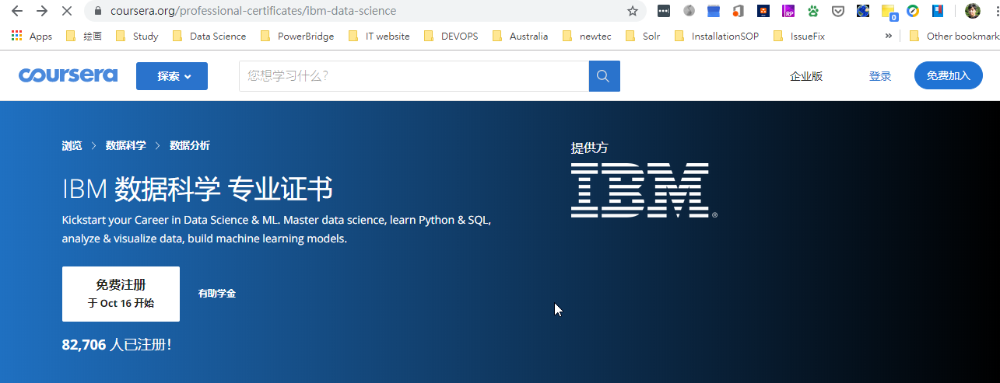 coursera.org/professional-certificates/ibm-data-science
Apps 绘画 Study Data Science PowerBridge IT website DEVOPS Australia newtec Solr InstallationSOP IssueFix » Other bookmark
coursera 探索 您想学习什么? 企业版 登录 免费加入
浏览 > 数据科学 > 数据分析
提供方
IBM®
IBM 数据科学 专业证书
Kickstart your Career in Data Science & ML. Master data science, learn Python & SQL,
analyze & visualize data, build machine learning models.
免费注册
于 Oct 16 开始
有助学金
82,706 人已注册!
RP
0